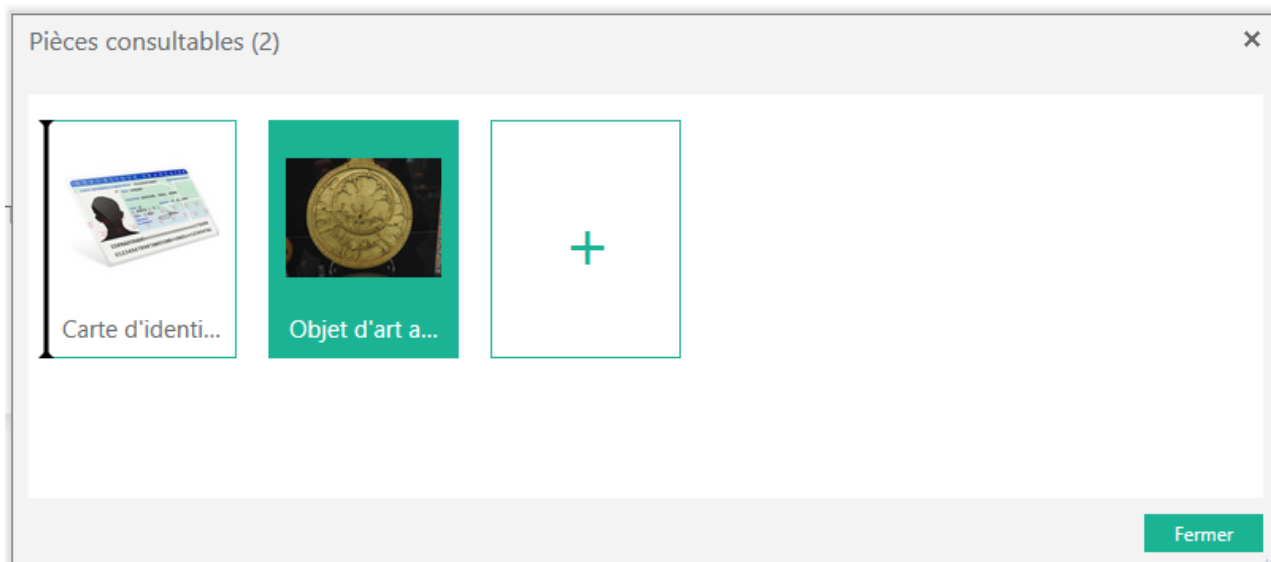 Pièces consultables (2)
Carte d'identi...
Objet d'art a...
Fermer